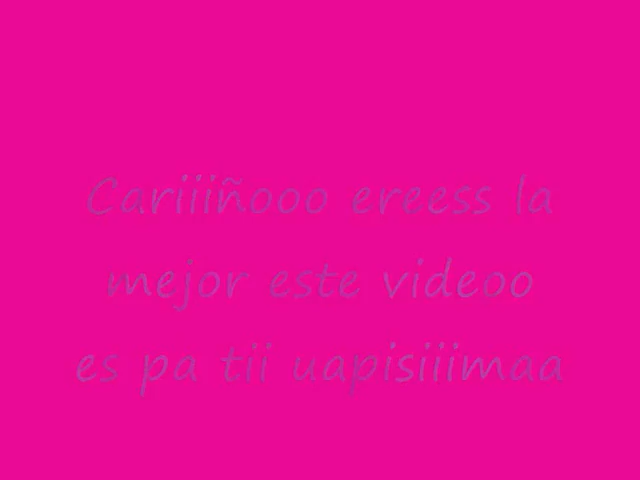 Cariiiñooo ereess la
mejor este videoo
es pa tii uapisiiimaa